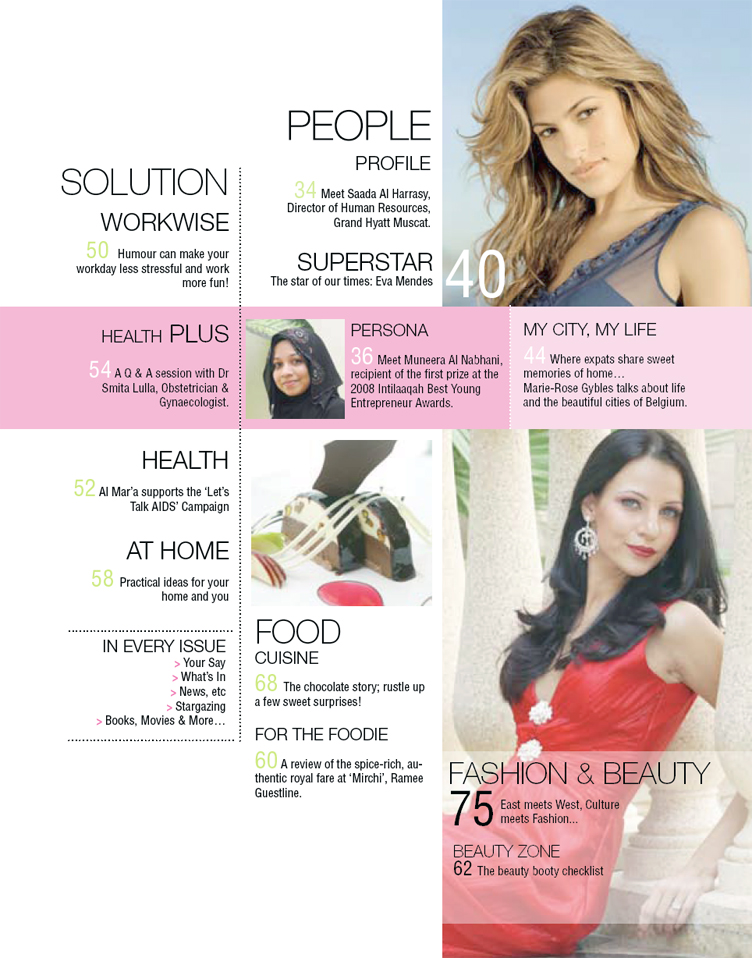 SOLUTION
WORKWISE
50 Humour can make your
workday less stressful and work
more fun!
HEALTH PLUS
54 A Q & A session with Dr
Smita Lulla, Obstetrician &
Gynaecologist.
HEALTH
52 Al Mar'a supports the ‘Let's
Talk AIDS’ Campaign
AT HOME
58 Practical ideas for your
home and you
IN EVERY ISSUE
> Your Say
> What's In
> News, etc
> Stargazing
> Books, Movies & More…
PEOPLE
PROFILE
34 Meet Saada Al Harrasy,
Director of Human Resources,
Grand Hyatt Muscat.
SUPERSTAR
The star of our times: Eva Mendes
40
PERSONA
36 Meet Muneera Al Nabhani,
recipient of the first prize at the
2008 Intilaaqah Best Young
Entrepreneur Awards.
MY CITY, MY LIFE
44 Where expats share sweet
memories of home…
Marie-Rose Gybles talks about life
and the beautiful cities of Belgium.
FOOD
CUISINE
68 The chocolate story; rustle up
a few sweet surprises!
FOR THE FOODIE
60 A review of the spice-rich, au-
thentic royal fare at ‘Mirchi’, Ramee
Guestline.
FASHION & BEAUTY
75 East meets West, Culture
meets Fashion...
BEAUTY ZONE
62 The beauty booty checklist